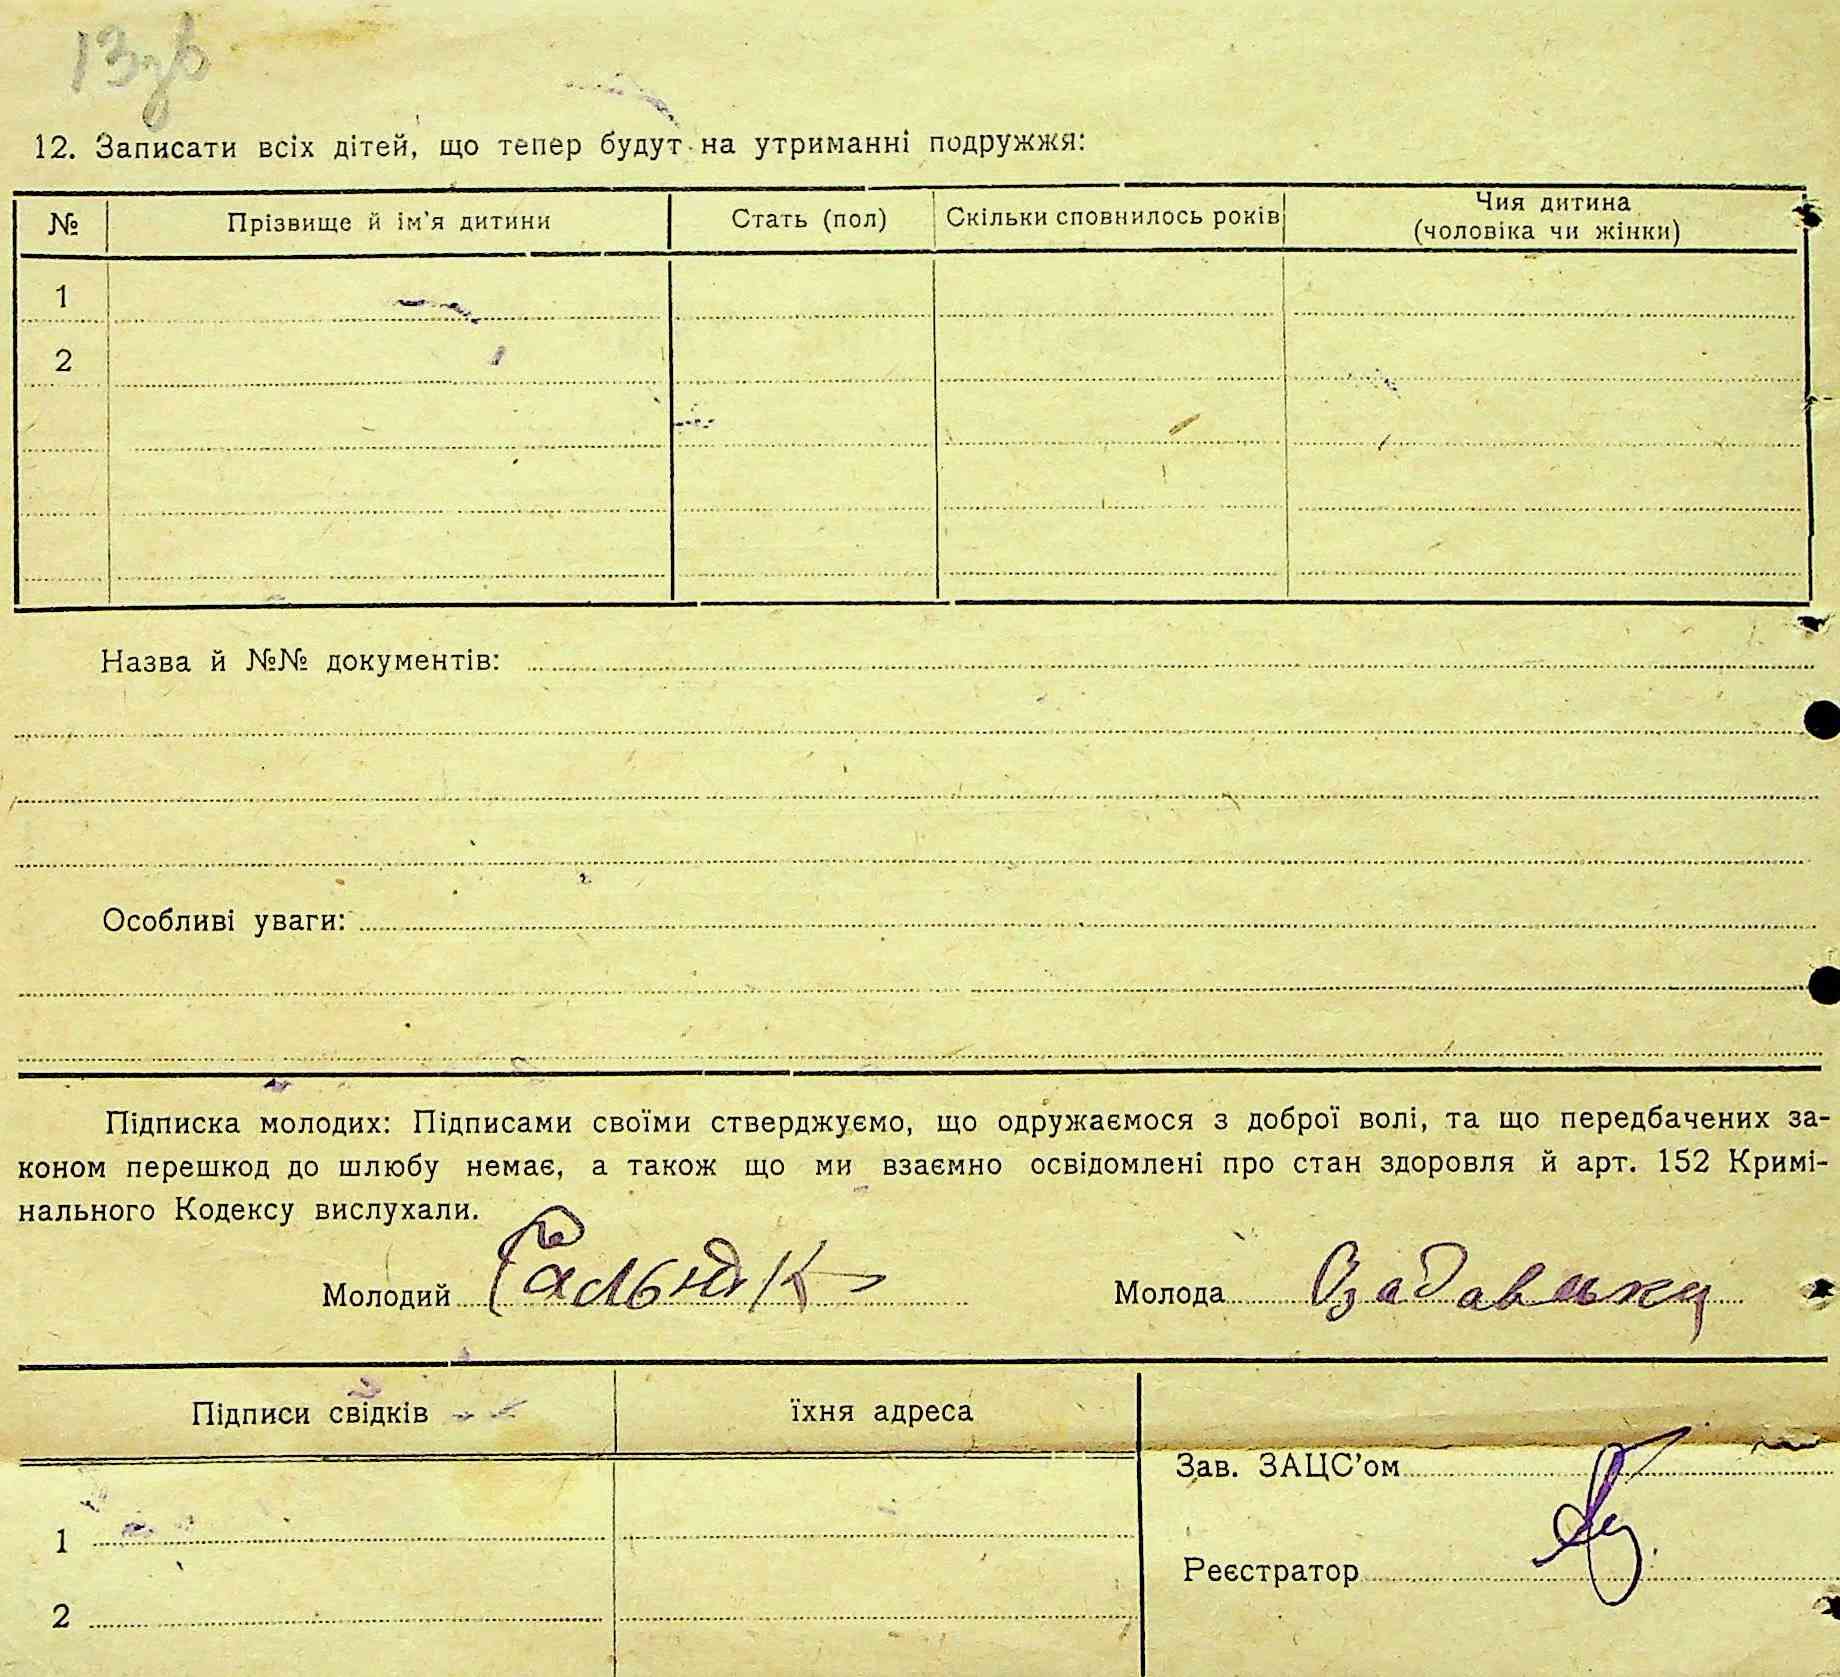 13зв
12. Записати всіх дітей, що тепер будут на утриманні подружжя:
№ Прізвище й ім'я дитини Стать (пол) Скільки сповнилось років Чия дитина (чоловіка чи жінки)
1
2
Назва й №№ документів:
Особливі уваги:
Підписка молодих: Підписами своїми стверджуємо, що одружаємося з доброї волі, та що передбачених за-
коном перешкод до шлюбу немає, а також що ми взаємно освідомлені про стан здоровля й арт. 152 Кримі-
нального Кодексу вислухали.
Молодий Молода
Підписи свідків їхня адреса
Зав. ЗАЦС'ом
1
Реєстратор
2